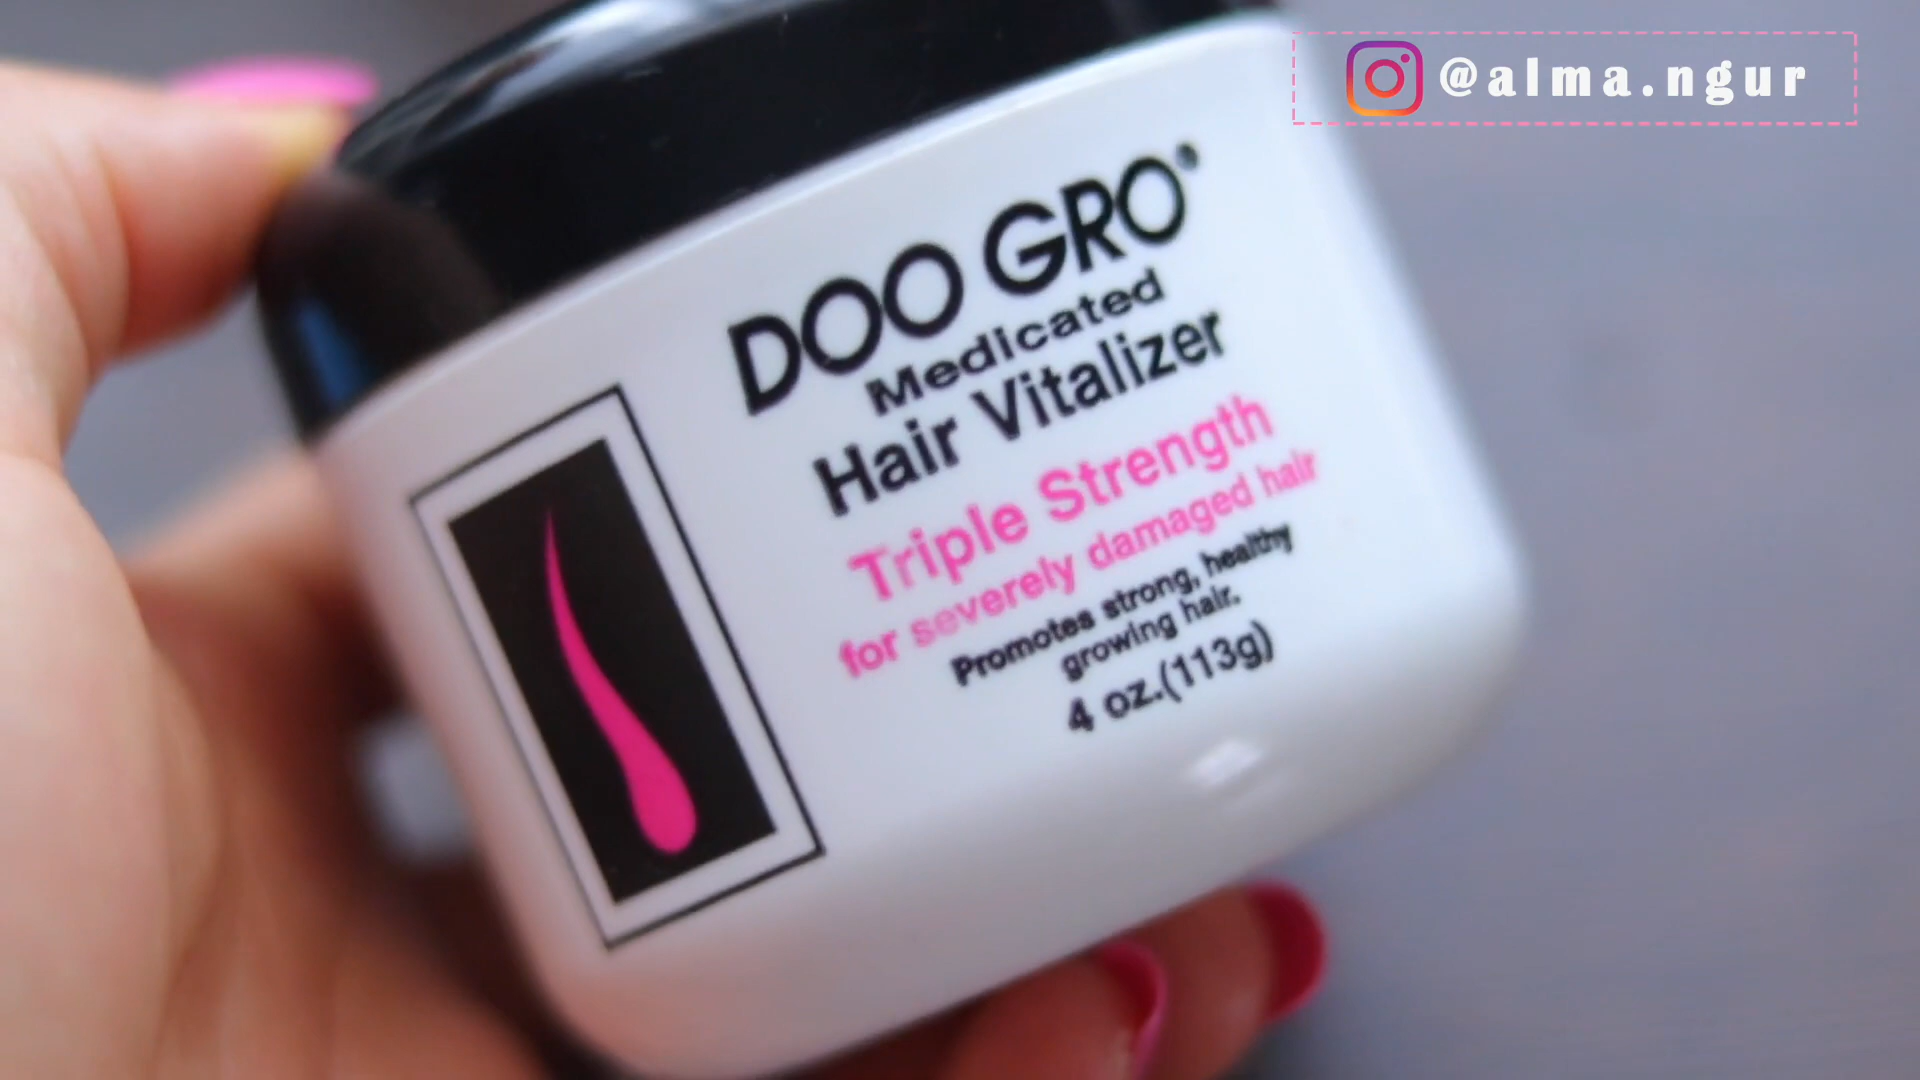 @alma.ngur
DOO GRO®
Medicated
Hair Vitalizer
Triple Strength
for severely damaged hair
Promotes strong, healthy
growing hair.
4 oz.(113g)